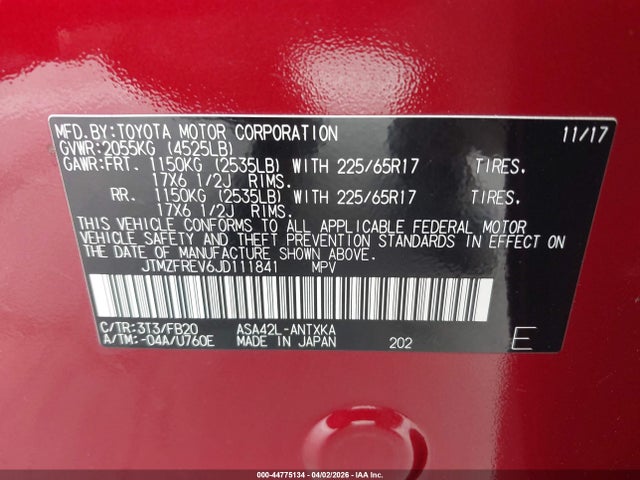 MFD.BY:TOYOTA MOTOR CORPORATION 11/17
GVWR:2055KG (4525LB)
GAWR:FRT. 1150KG (2535LB) WITH 225/65R17 TIRES.
17X6 1/2J RIMS.
RR. 1150KG (2535LB) WITH 225/65R17 TIRES.
17X6 1/2J RIMS.
THIS VEHICLE CONFORMS TO ALL APPLICABLE FEDERAL MOTOR
VEHICLE SAFETY AND THEFT PREVENTION STANDARDS IN EFFECT ON
THE DATE OF MANUFACTURE SHOWN ABOVE.
JTMZFREV6JD111841 MPV
C/TR:3T3/FB20 ASA42L-ANTXKA
A/TM:-04A/U760E MADE IN JAPAN 202 E
000-44775134 - 04/02/2026 - IAA Inc.